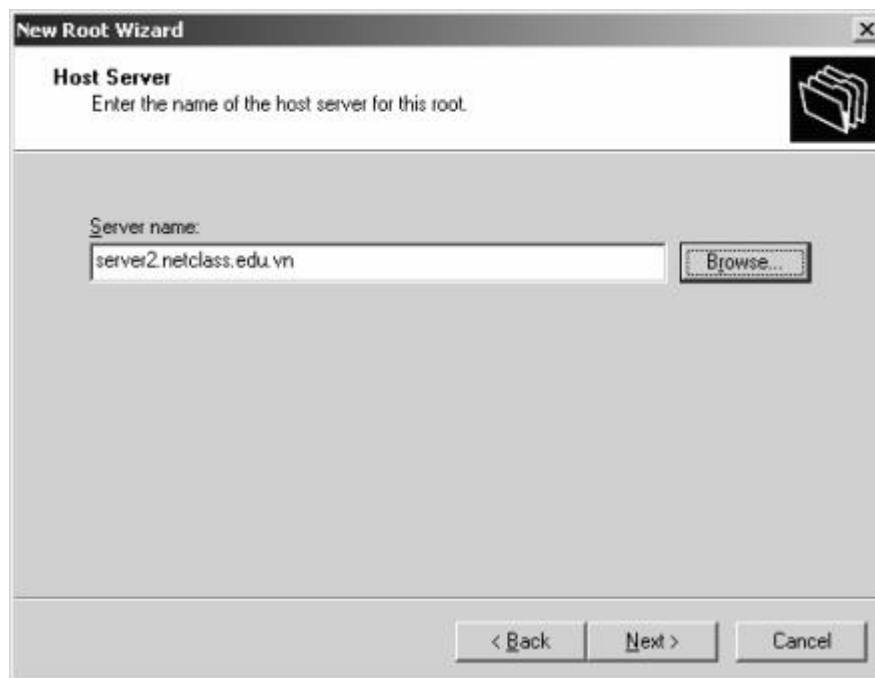 New Root Wizard
Host Server
Enter the name of the host server for this root.
Server name:
server2.netclass.edu.vn
Browse...
< Back
Next >
Cancel